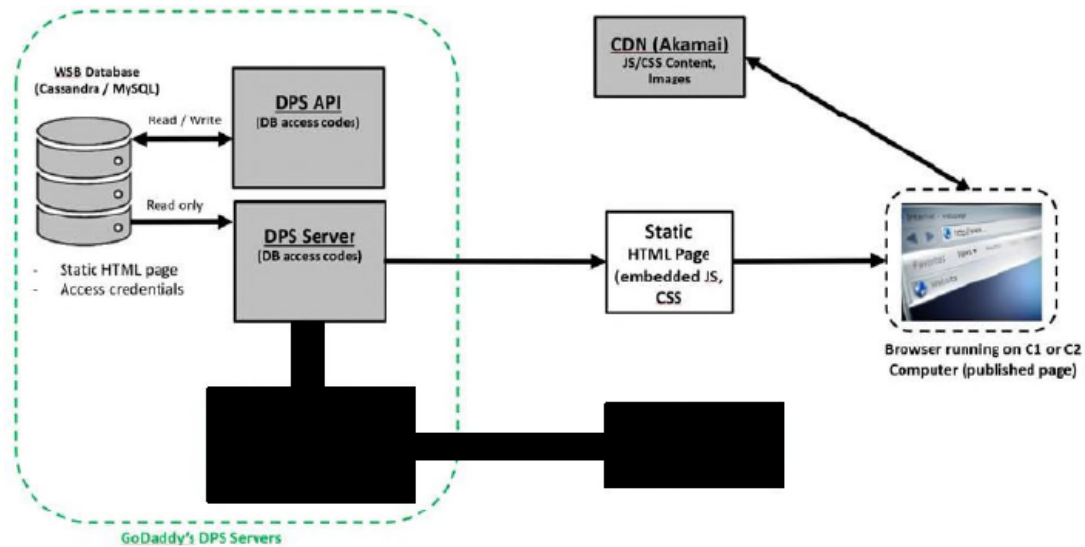 WSB Database
(Cassandra / MySQL)
Read / Write
Read only
- Static HTML page
- Access credentials
DPS API
(DB access codes)
DPS Server
(DB access codes)
CDN (Akamai)
JS/CSS Content,
Images
Static
HTML Page
(embedded JS,
CSS
Favorites
Website
Browser running on C1 or C2
Computer (published page)
GoDaddy's DPS Servers